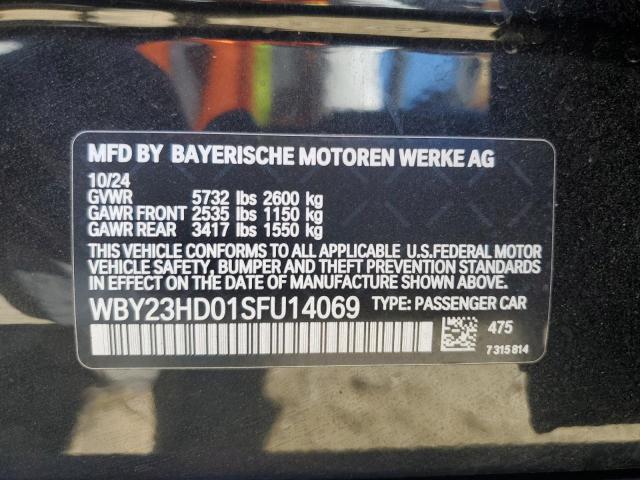 MFD BY BAYERISCHE MOTOREN WERKE AG
10/24
GVWR 5732 lbs 2600 kg
GAWR FRONT 2535 lbs 1150 kg
GAWR REAR 3417 lbs 1550 kg
THIS VEHICLE CONFORMS TO ALL APPLICABLE U.S.FEDERAL MOTOR
VEHICLE SAFETY, BUMPER AND THEFT PREVENTION STANDARDS
IN EFFECT ON THE DATE OF MANUFACTURE SHOWN ABOVE.
WBY23HD01SFU14069 TYPE: PASSENGER CAR
475
7315814